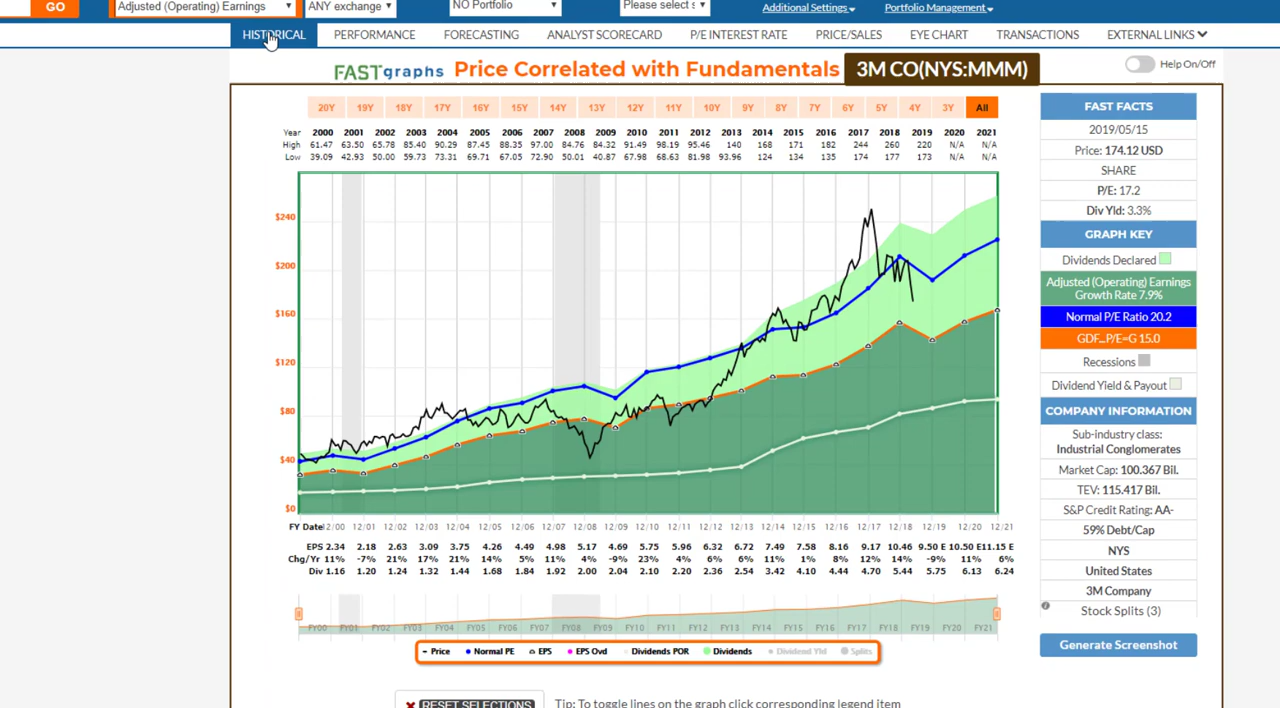 GO Adjusted (Operating) Earnings ANY exchange NO Portfolio Please select s Additional Settings Portfolio Management
HISTORICAL PERFORMANCE FORECASTING ANALYST SCORECARD P/E INTEREST RATE PRICE/SALES EYE CHART TRANSACTIONS EXTERNAL LINKS
FASTgraphs Price Correlated with Fundamentals 3M CO(NYS:MMM) Help On/Off
20Y 19Y 18Y 17Y 16Y 15Y 14Y 13Y 12Y 11Y 10Y 9Y 8Y 7Y 6Y 5Y 4Y 3Y All
Year 2000 2001 2002 2003 2004 2005 2006 2007 2008 2009 2010 2011 2012 2013 2014 2015 2016 2017 2018 2019 2020 2021
High 61.47 63.50 65.78 85.40 90.29 87.45 88.35 97.00 84.76 84.32 91.49 98.19 95.46 140 168 171 182 244 260 220 N/A N/A
Low 39.09 42.93 50.00 59.73 73.31 69.71 67.05 72.90 50.01 40.87 67.98 68.63 81.98 93.96 124 134 135 174 177 173 N/A N/A
$240
$200
$160
$120
$80
$40
$0
FY Date 12/00 12/01 12/02 12/03 12/04 12/05 12/06 12/07 12/08 12/09 12/10 12/11 12/12 12/13 12/14 12/15 12/16 12/17 12/18 12/19 12/20 12/21
EPS 2.34 2.18 2.63 3.09 3.75 4.26 4.49 4.98 5.17 4.69 5.75 5.96 6.32 6.72 7.49 7.58 8.16 9.17 10.46 9.50 E 10.50 E 11.15 E
Chg/Yr 11% -7% 21% 17% 21% 14% 5% 11% 4% -9% 23% 4% 6% 6% 11% 1% 8% 12% 14% -9% 11% 6%
Div 1.16 1.20 1.24 1.32 1.44 1.68 1.84 1.92 2.00 2.04 2.10 2.20 2.36 2.54 3.42 4.10 4.44 4.70 5.44 5.75 6.13 6.24
FY00 FY01 FY02 FY03 FY04 FY05 FY06 FY07 FY08 FY09 FY10 FY11 FY12 FY13 FY14 FY15 FY16 FY17 FY18 FY19 FY20 FY21
Price Normal PE EPS EPS Ovd Dividends POR Dividends Dividend Yld Splits
RESET SELECTIONS Tip: To toggle lines on the graph click corresponding legend item
FAST FACTS
2019/05/15
Price: 174.12 USD
SHARE
P/E: 17.2
Div Yld: 3.3%
GRAPH KEY
Dividends Declared
Adjusted (Operating) Earnings
Growth Rate 7.9%
Normal P/E Ratio 20.2
GDF_P/E=G 15.0
Recessions
Dividend Yield & Payout
COMPANY INFORMATION
Sub-industry class:
Industrial Conglomerates
Market Cap: 100.367 Bil.
TEV: 115.417 Bil.
S&P Credit Rating: AA-
59% Debt/Cap
NYS
United States
3M Company
Stock Splits (3)
Generate Screenshot